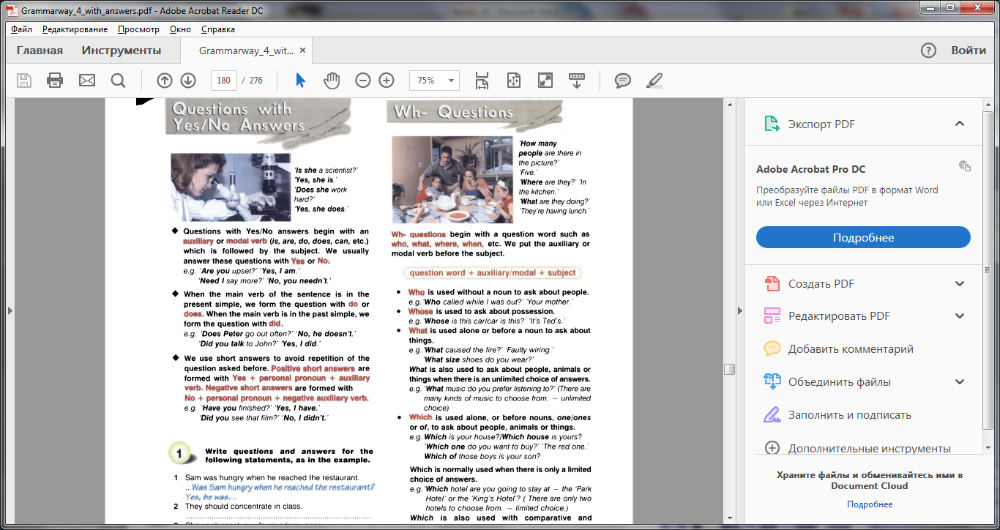 Grammarway_4_with_answers.pdf - Adobe Acrobat Reader DC
Файл Редактирование Просмотр Окно Справка
Главная Инструменты Grammarway_4_wit... ×
? Войти
180 / 276 75%
Questions with
Yes/No Answers
'Is she a scientist?'
'Yes, she is.'
'Does she work
hard?'
'Yes, she does.'
◆ Questions with Yes/No answers begin with an
auxiliary or modal verb (is, are, do, does, can, etc.)
which is followed by the subject. We usually
answer these questions with Yes or No.
e.g. 'Are you upset?' 'Yes, I am.'
'Need I say more?' 'No, you needn't.'
◆ When the main verb of the sentence is in the
present simple, we form the question with do or
does. When the main verb is in the past simple, we
form the question with did.
e.g. 'Does Peter go out often?' 'No, he doesn't.'
'Did you talk to John?' 'Yes, I did.'
◆ We use short answers to avoid repetition of the
question asked before. Positive short answers are
formed with Yes + personal pronoun + auxiliary
verb. Negative short answers are formed with
No + personal pronoun + negative auxiliary verb.
e.g. 'Have you finished?' 'Yes, I have.'
'Did you see that film?' 'No, I didn't.'
1 Write questions and answers for the
following statements, as in the example.
1 Sam was hungry when he reached the restaurant.
...Was Sam hungry when he reached the restaurant?
Yes, he was....
2 They should concentrate in class.
Wh- Questions
'How many
people are there in
the picture?'
'Five.'
'Where are they?' 'In
the kitchen.'
'What are they doing?'
'They're having lunch.'
Wh- questions begin with a question word such as
who, what, where, when, etc. We put the auxiliary or
modal verb before the subject.
question word + auxiliary/modal + subject
• Who is used without a noun to ask about people.
e.g. 'Who called while I was out?' 'Your mother.'
• Whose is used to ask about possession.
e.g. 'Whose is this car/car is this?' 'It's Ted's.'
• What is used alone or before a noun to ask about
things.
e.g. 'What caused the fire?' 'Faulty wiring.'
'What size shoes do you wear?'
What is also used to ask about people, animals or
things when there is an unlimited choice of answers.
e.g. 'What music do you prefer listening to?' (There are
many kinds of music to choose from. – unlimited
choice)
• Which is used alone, or before nouns, one/ones
or of, to ask about people, animals or things.
e.g. Which is your house?/Which house is yours?
'Which one do you want to buy?' 'The red one.'
Which of those boys is your son?
Which is normally used when there is only a limited
choice of answers.
e.g. 'Which hotel are you going to stay at – the 'Park
Hotel' or the 'King's Hotel'? ( There are only two
hotels to choose from. – limited choice.)
Which is also used with comparative and
Экспорт PDF
Adobe Acrobat Pro DC
Преобразуйте файлы PDF в формат Word
или Excel через Интернет
Подробнее
Создать PDF
Редактировать PDF
Добавить комментарий
Объединить файлы
Заполнить и подписать
Дополнительные инструменты
Храните файлы и обменивайтесь ими в
Document Cloud
Подробнее